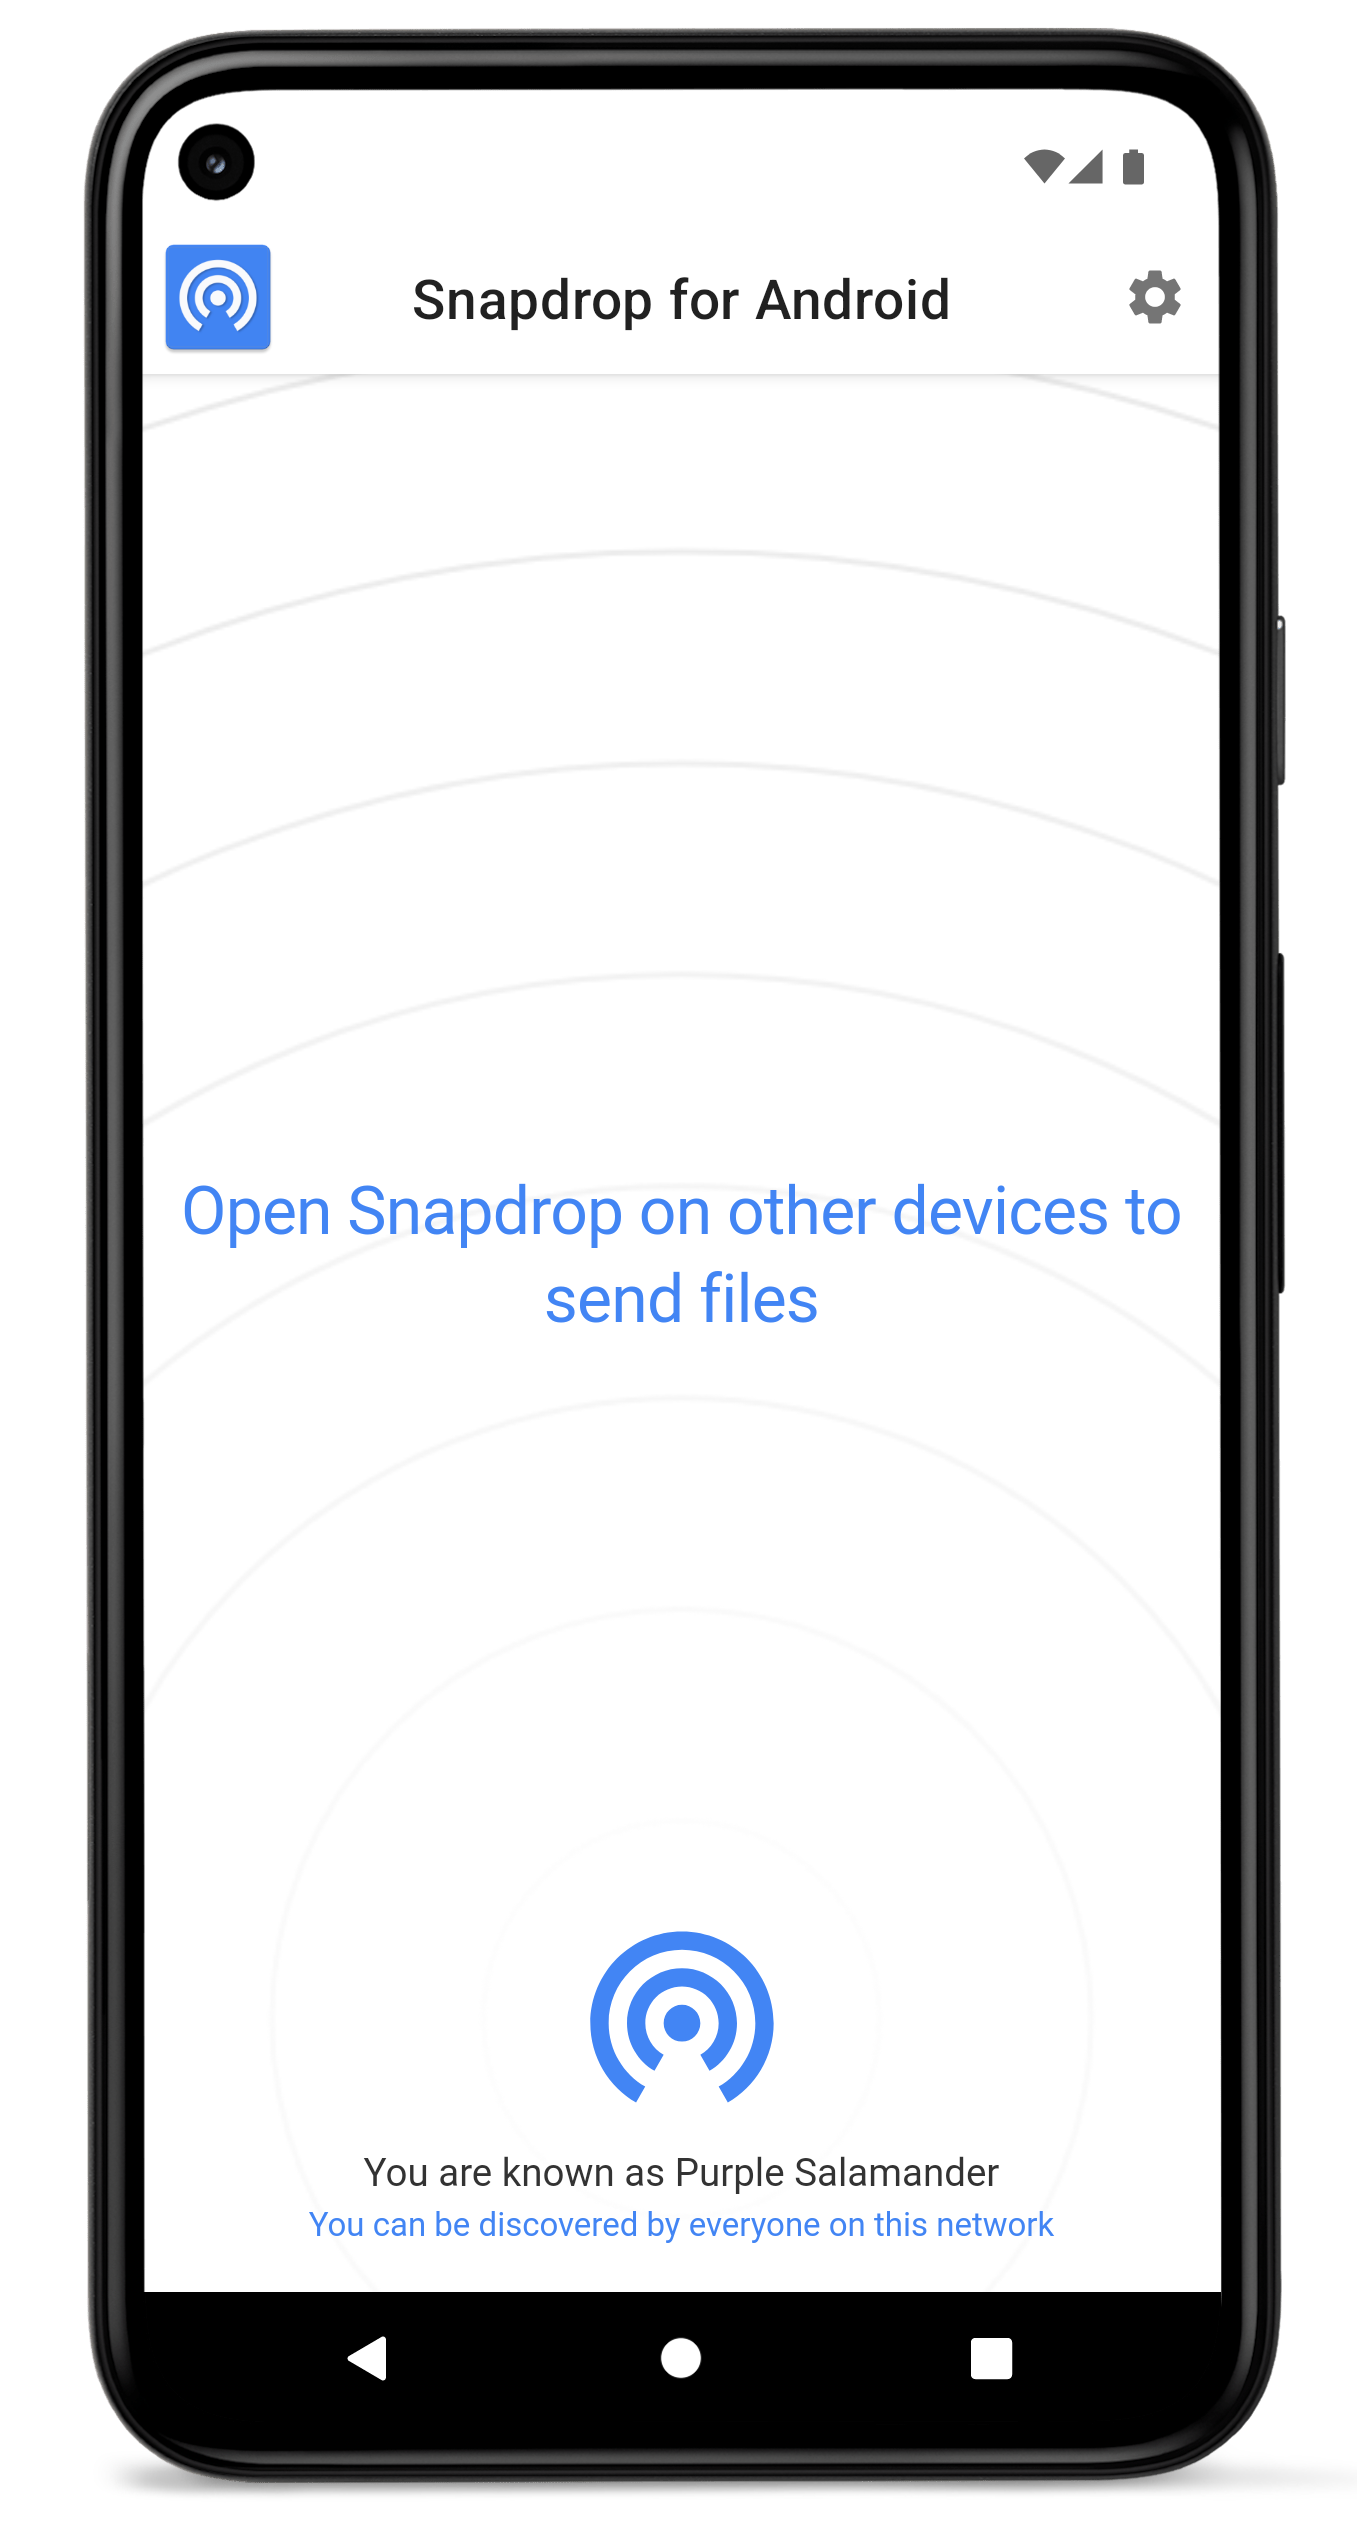 Snapdrop for Android
Open Snapdrop on other devices to
send files
You are known as Purple Salamander
You can be discovered by everyone on this network